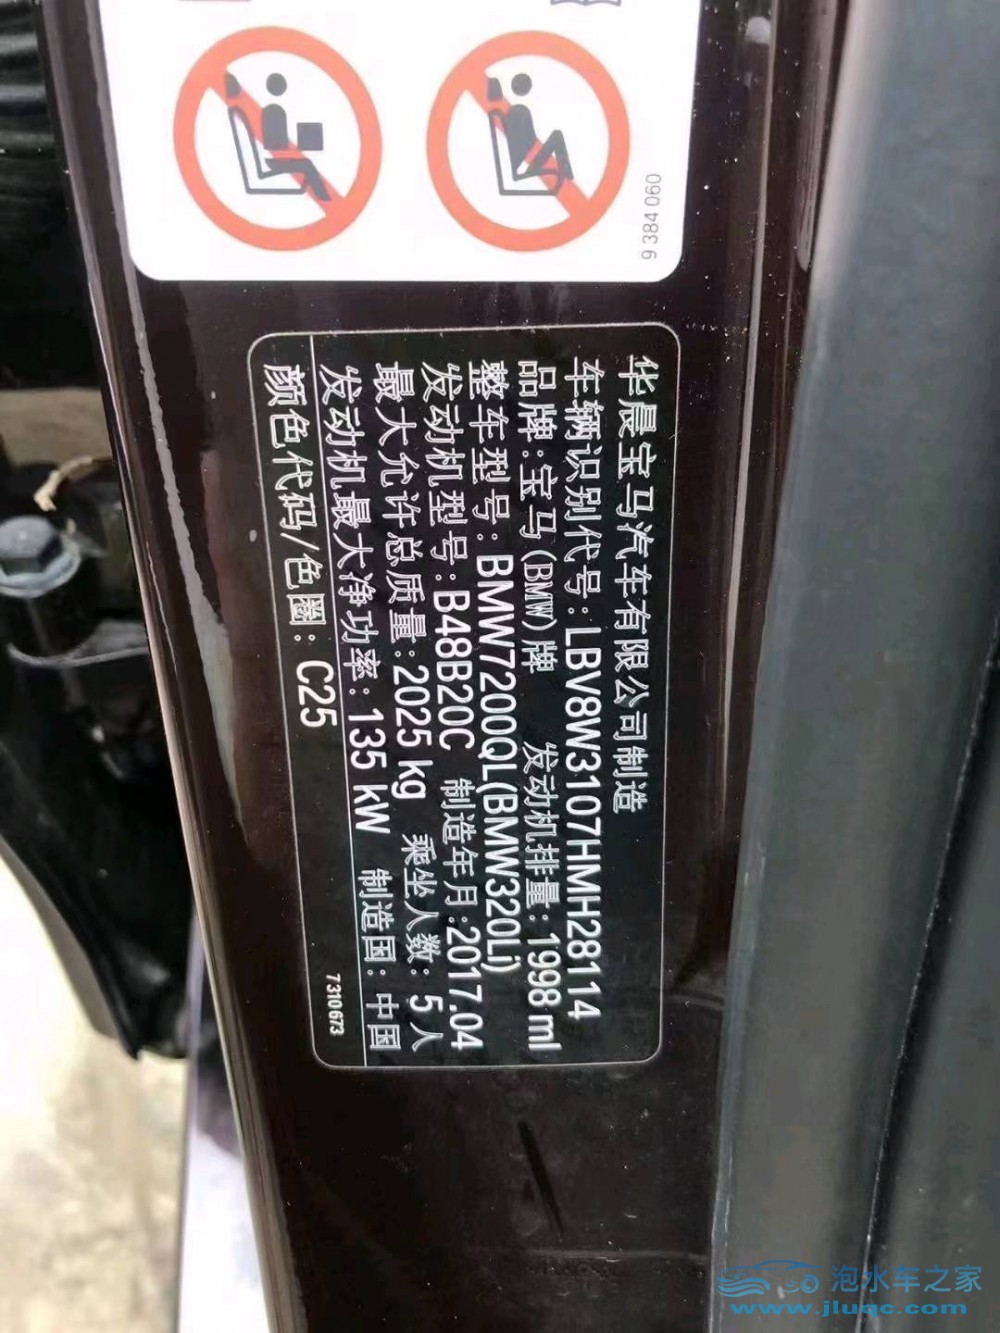 9 384 060
华晨宝马汽车有限公司制造
车辆识别代号:LBV8W3107HMH28114
品牌:宝马(BMW)牌 发动机排量:1998 ml
整车型号:BMW7200QL(BMW320Li)
发动机型号:B48B20C 制造年月:2017.04
最大允许总质量:2025 kg 乘坐人数:5人
发动机最大净功率:135 kW 制造国:中国
颜色代码/色圈:C25
7310673
泡水车之家
www.jluqc.com